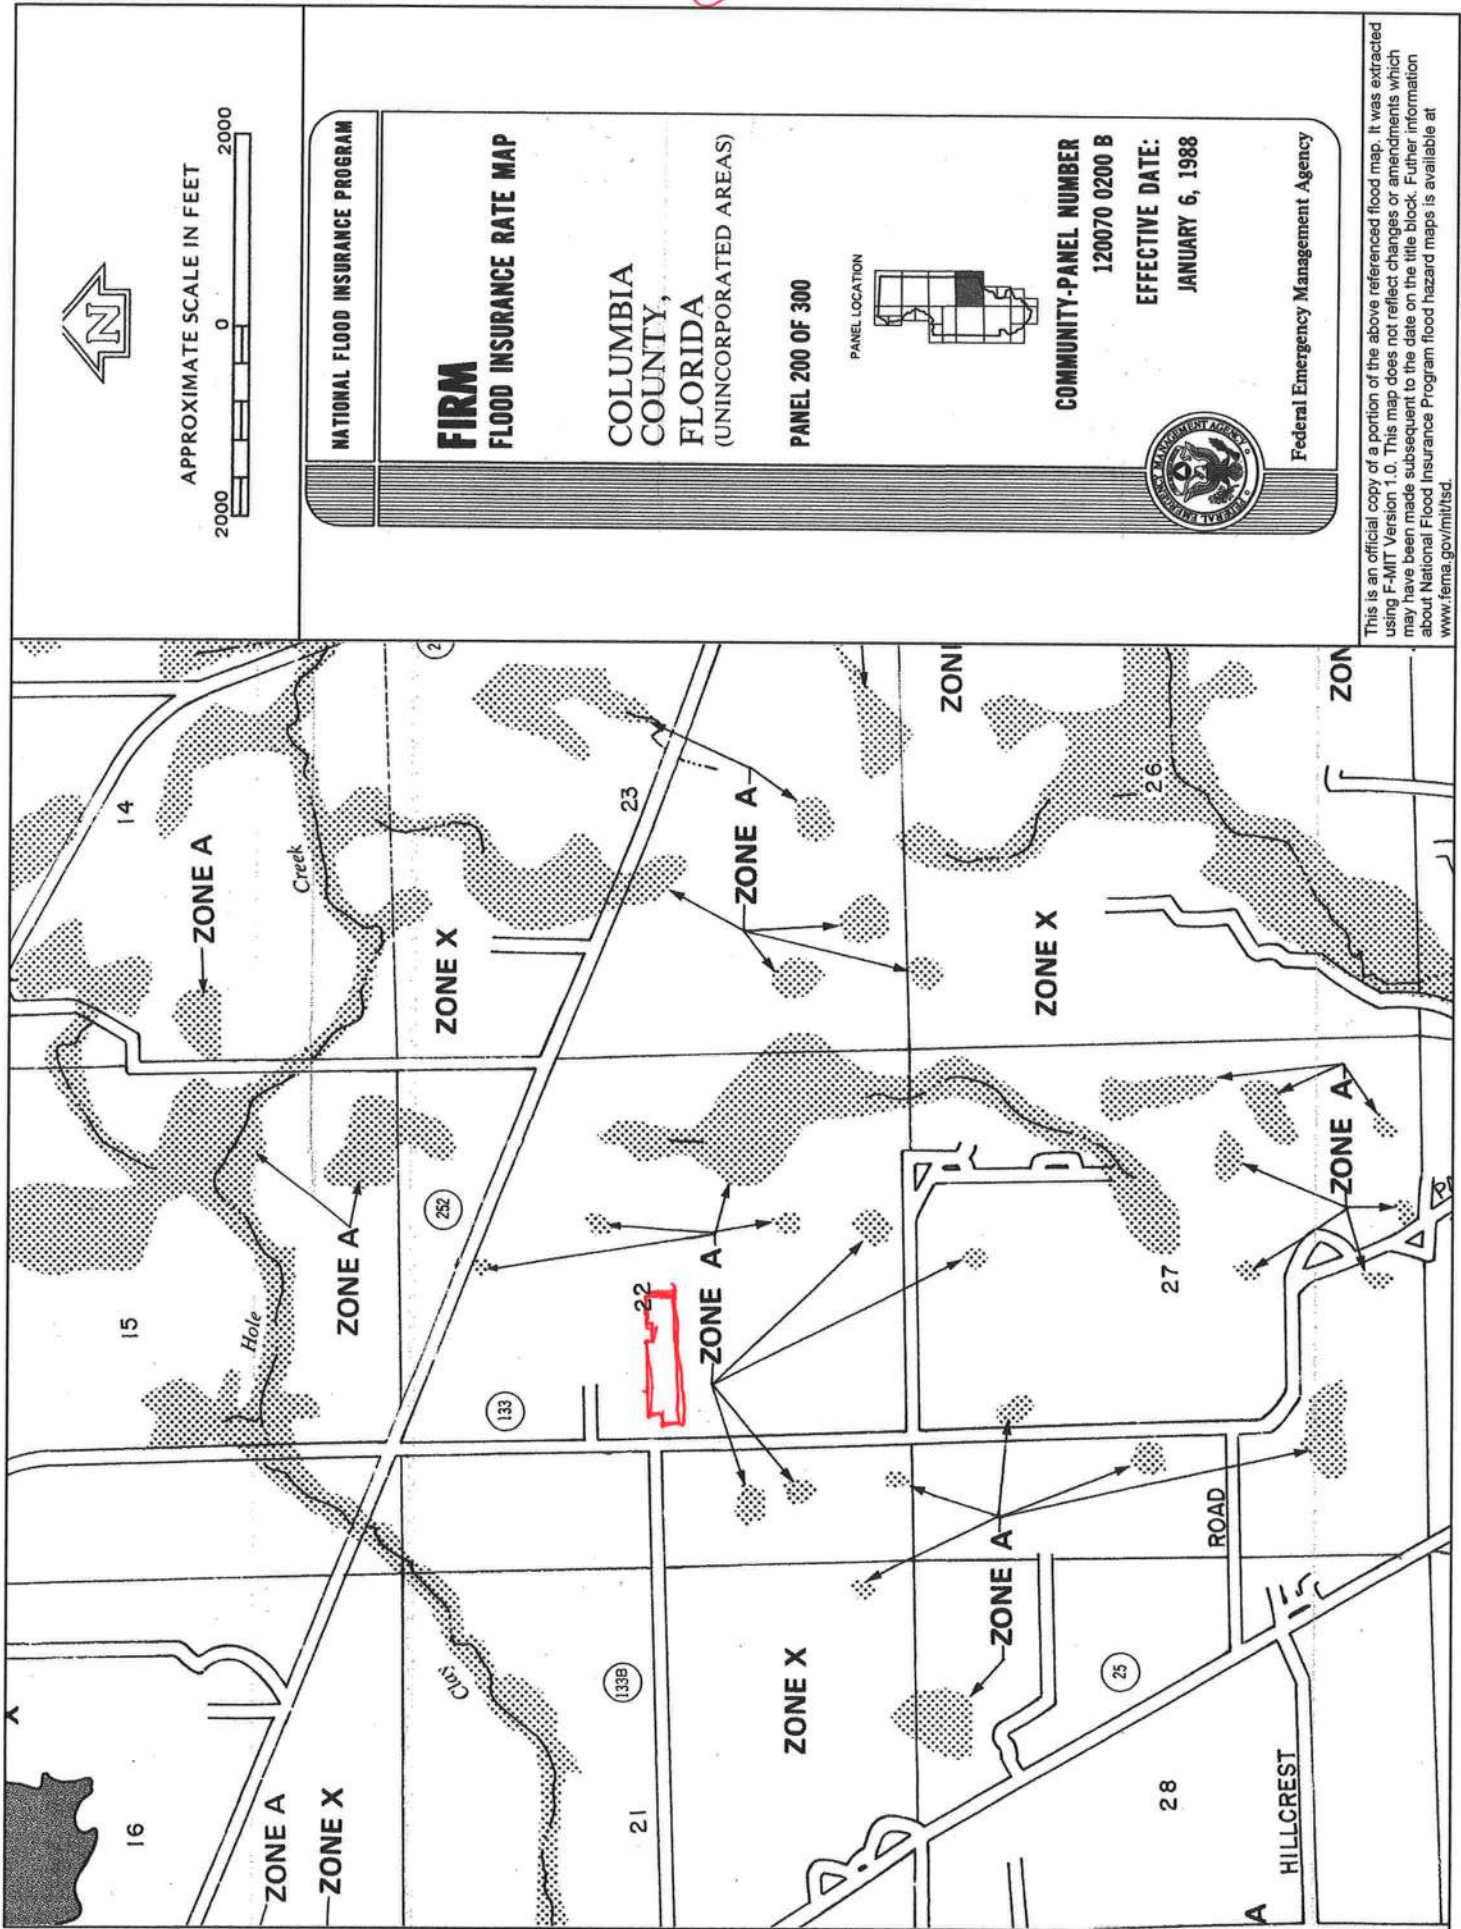 APPROXIMATE SCALE IN FEET
2000 0 2000
N
NATIONAL FLOOD INSURANCE PROGRAM
FIRM
FLOOD INSURANCE RATE MAP
COLUMBIA
COUNTY,
FLORIDA
(UNINCORPORATED AREAS)
PANEL 200 OF 300
PANEL LOCATION
COMMUNITY-PANEL NUMBER
120070 0200 B
EFFECTIVE DATE:
JANUARY 6, 1988
FEDERAL EMERGENCY MANAGEMENT AGENCY
Federal Emergency Management Agency
This is an official copy of a portion of the above referenced flood map. It was extracted
using F-MIT Version 1.0. This map does not reflect changes or amendments which
may have been made subsequent to the date on the title block. Futher information
about National Flood Insurance Program flood hazard maps is available at
www.fema.gov/mit/tsd.
16
15
14
ZONE A
Creek
Hole
ZONE A
ZONE A
ZONE X
ZONE X
252
133
Clay
21
22
23
133B
ZONE A
ZONE A
ZONE X
ZONE X
ZONE A
26
27
28
25
ROAD
HILLCREST
ZONE A
A